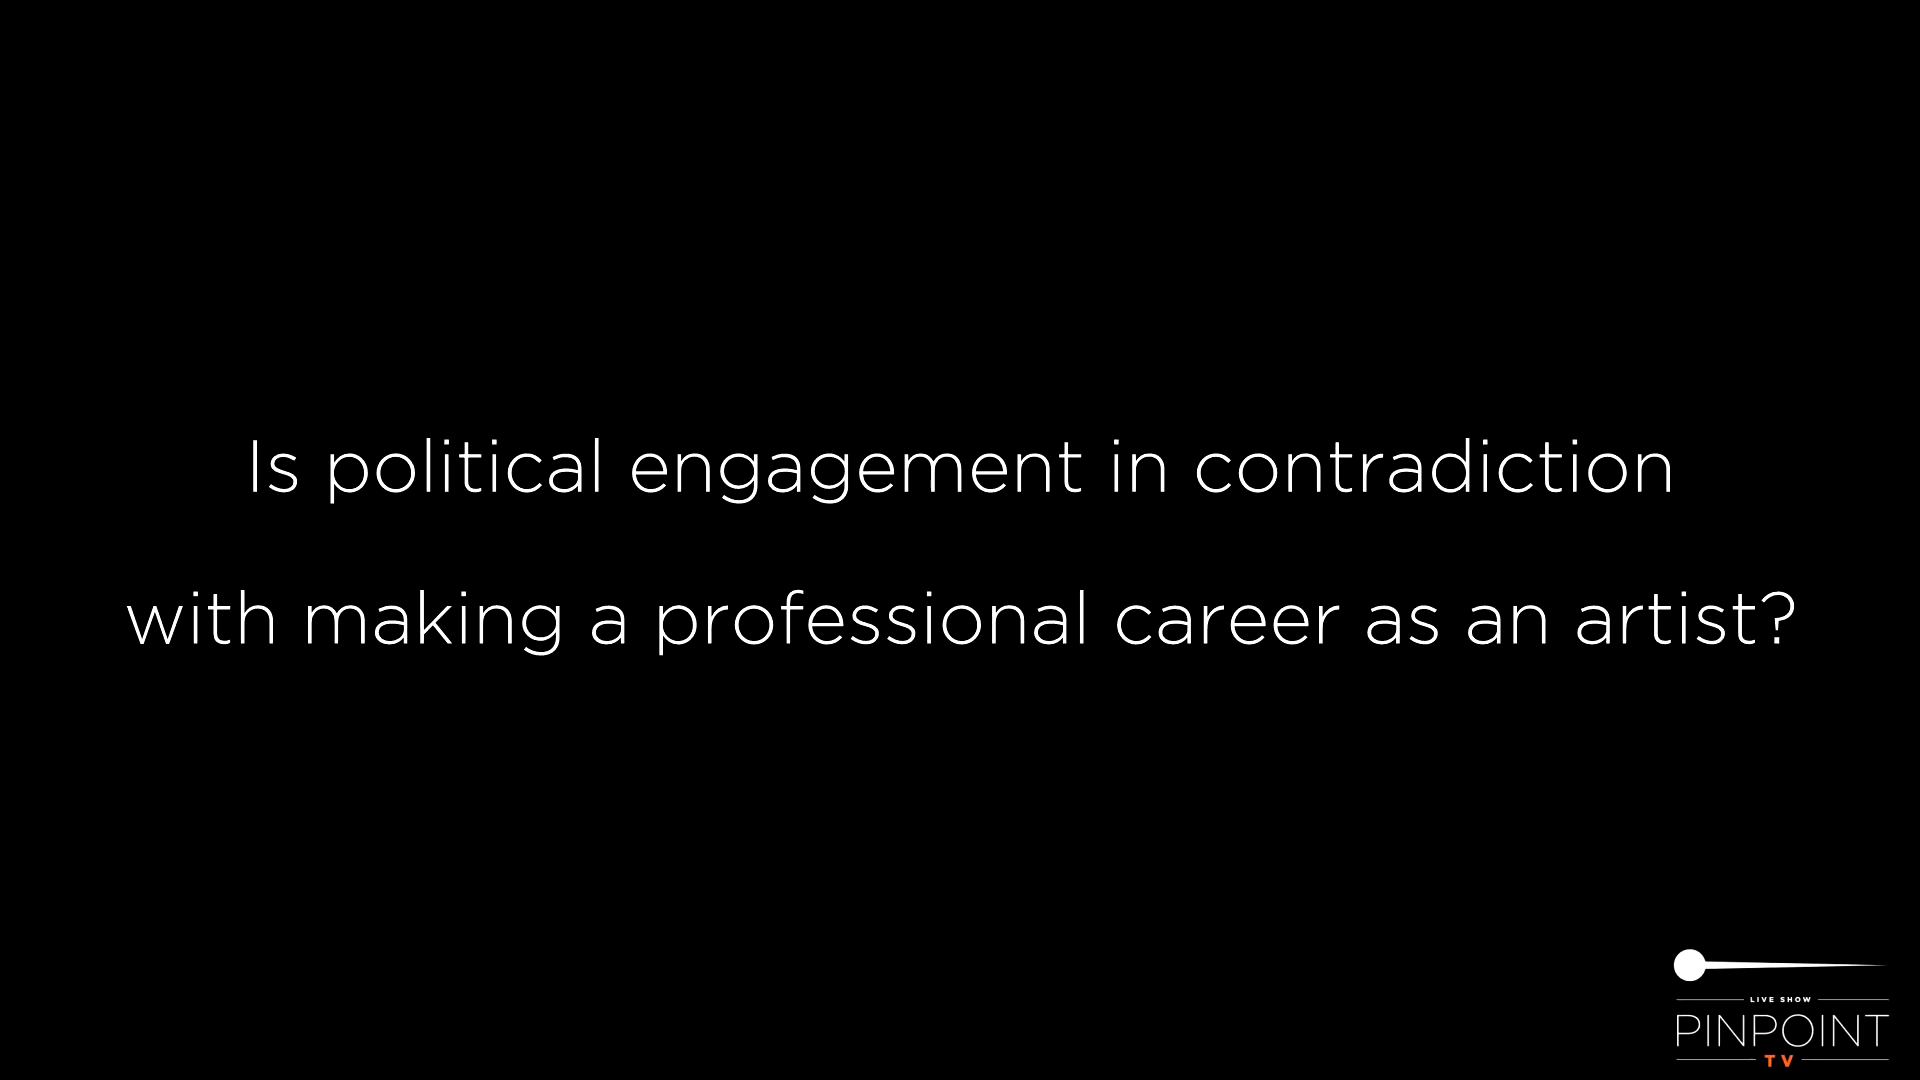 Is political engagement in contradiction
with making a professional career as an artist?
LIVE SHOW
PINPOINT
TV